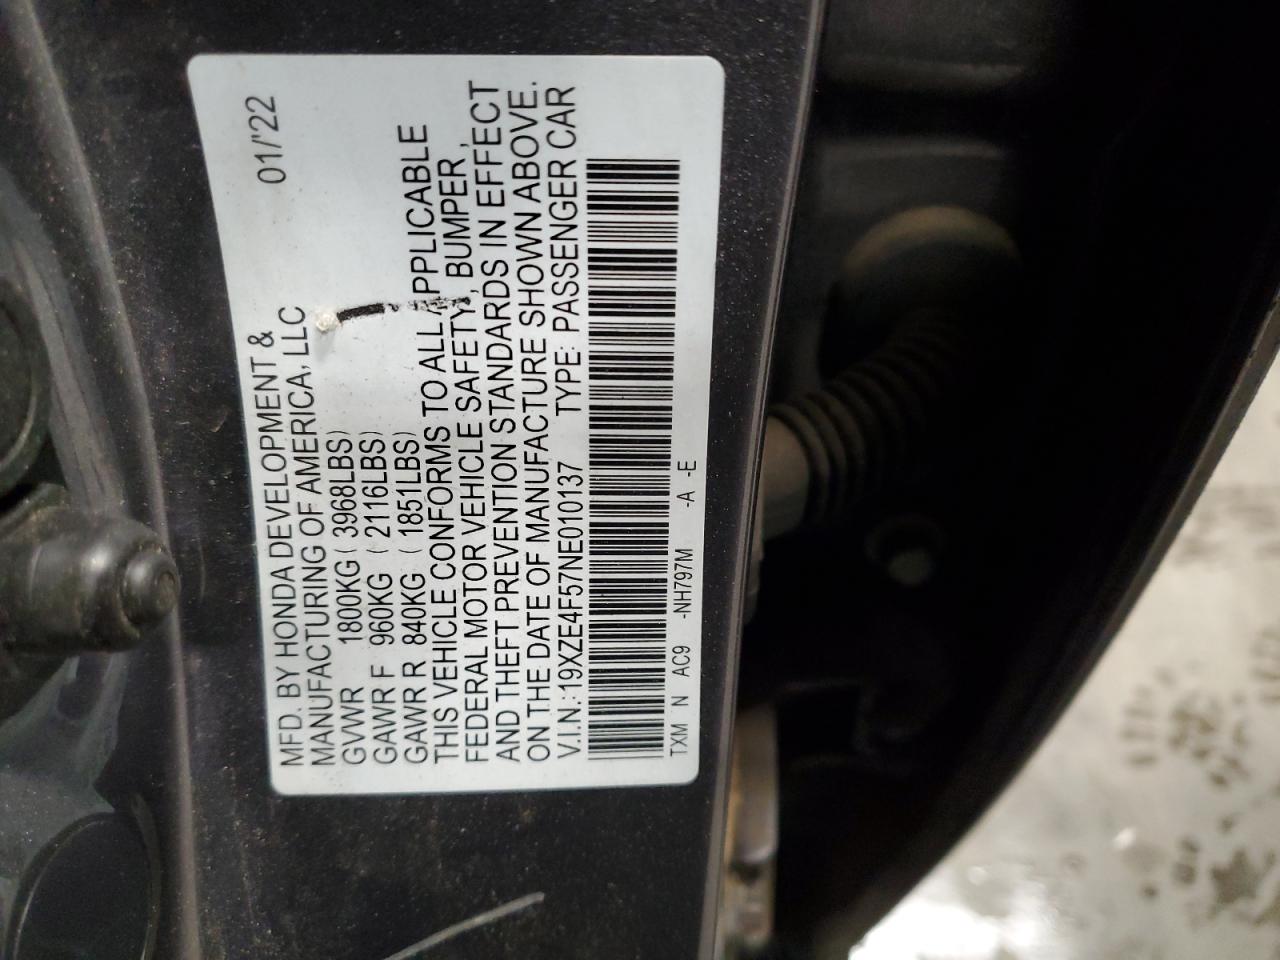 MFD. BY HONDA DEVELOPMENT & 01/'22
MANUFACTURING OF AMERICA, LLC
GVWR 1800KG (3968LBS)
GAWR F 960KG (2116LBS)
GAWR R 840KG (1851LBS)
THIS VEHICLE CONFORMS TO ALL APPLICABLE
FEDERAL MOTOR VEHICLE SAFETY, BUMPER,
AND THEFT PREVENTION STANDARDS IN EFFECT
ON THE DATE OF MANUFACTURE SHOWN ABOVE.
V.I.N.: 19XZE4F57NE010137 TYPE: PASSENGER CAR
TXM N AC9 -NH797M -A -E